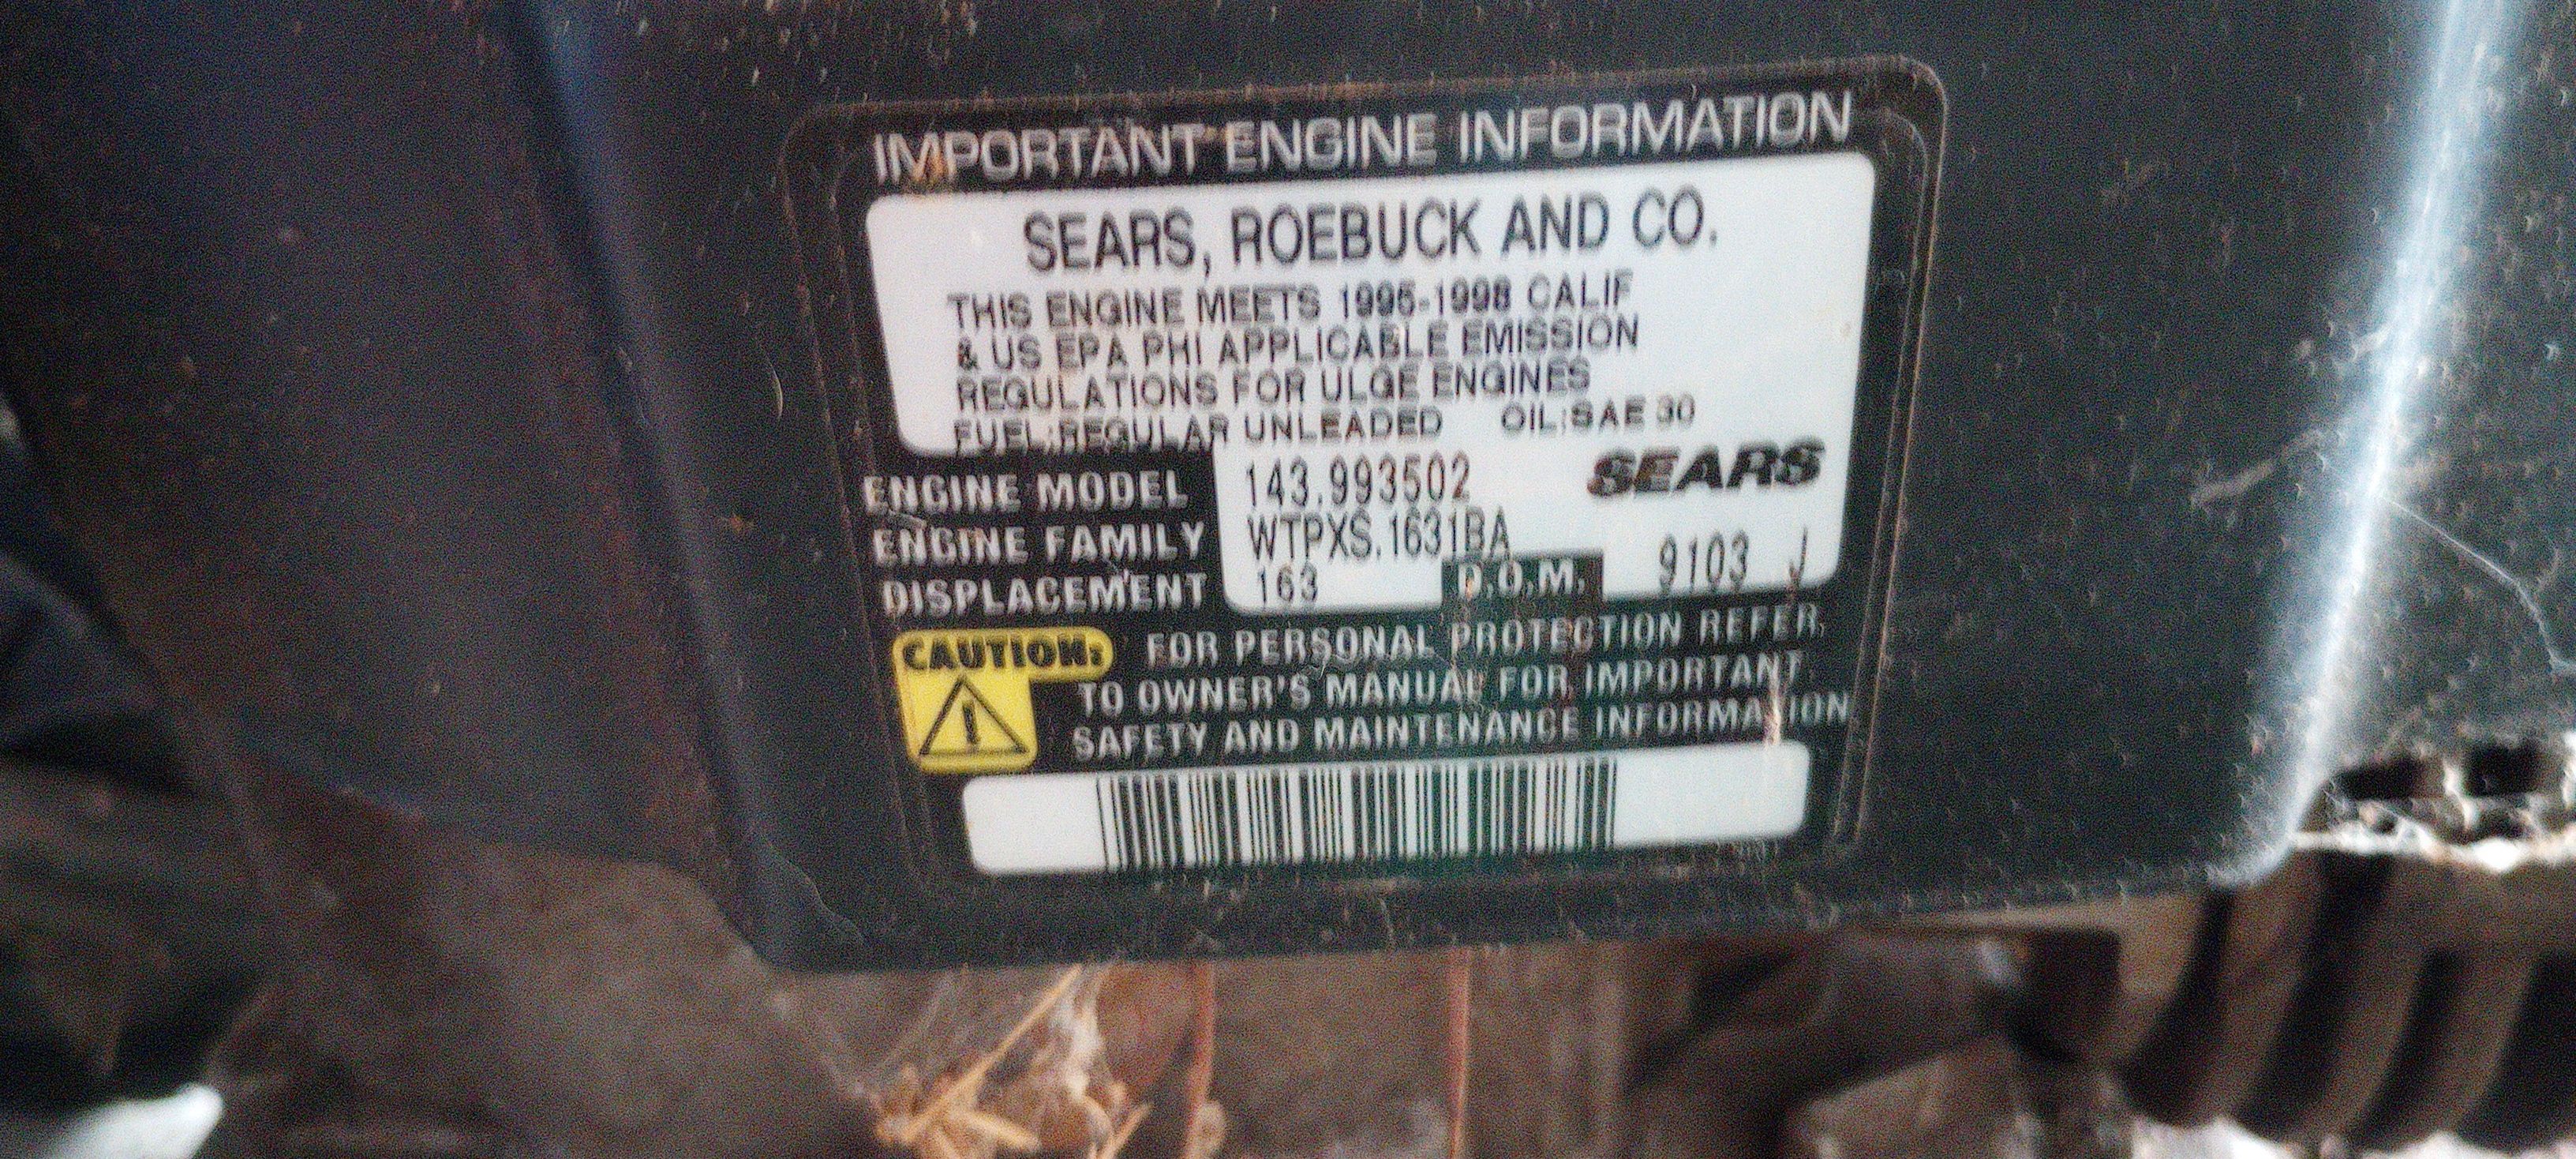 IMPORTANT ENGINE INFORMATION
SEARS, ROEBUCK AND CO.
THIS ENGINE MEETS 1995-1998 CALIF
& US EPA PHI APPLICABLE EMISSION
REGULATIONS FOR ULGE ENGINES
FUEL:REGULAR UNLEADED OIL:SAE 30
ENGINE MODEL 143.993502 SEARS
ENGINE FAMILY WTPXS.1631BA
DISPLACEMENT 163 D.O.M. 9103 J
CAUTION: FOR PERSONAL PROTECTION REFER
TO OWNER'S MANUAL FOR IMPORTANT
SAFETY AND MAINTENANCE INFORMATION